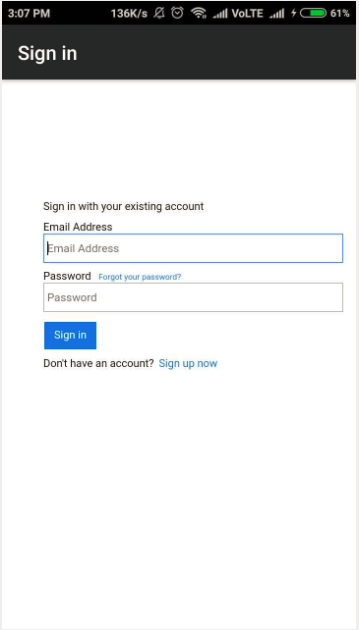 3:07 PM 136K/s VoLTE 61%
Sign in
Sign in with your existing account
Email Address
Email Address
Password Forgot your password?
Password
Sign in
Don't have an account? Sign up now